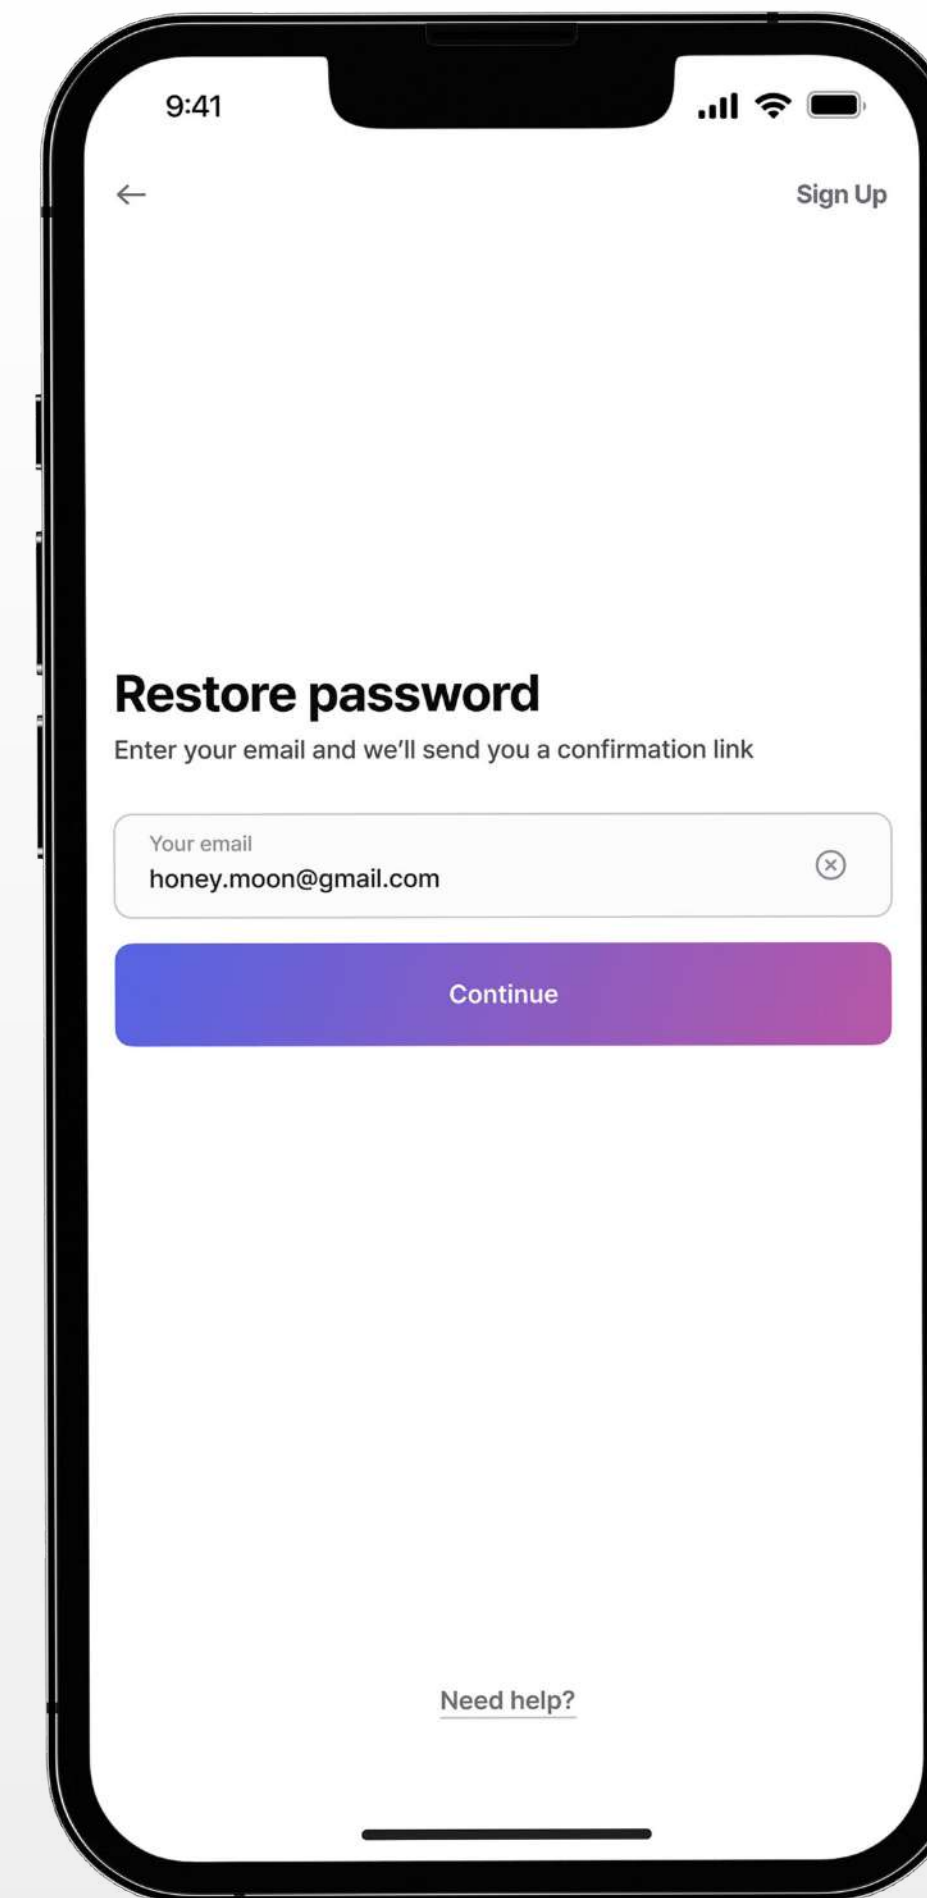 9:41
Sign Up
Restore password
Enter your email and we’ll send you a confirmation link
Your email
honey.moon@gmail.com
Continue
Need help?